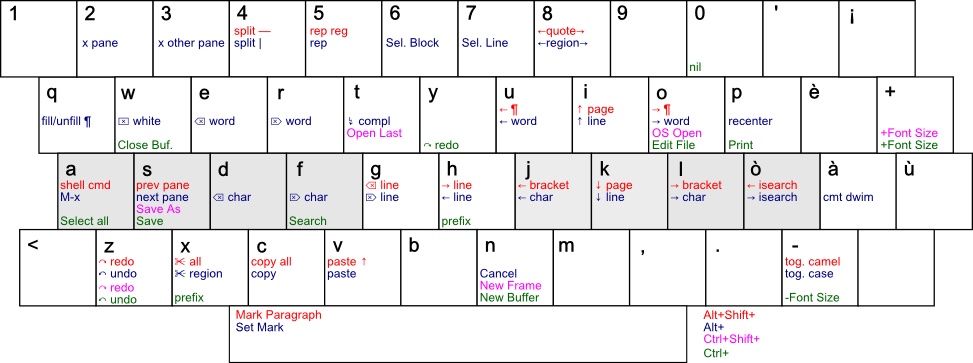 1 2 3 4 5 6 7 8 9 0 ' ¡
split — rep reg ←quote→
x pane x other pane split | rep Sel. Block Sel. Line ←region→
nil
q w e r t y u i o p è +
← ¶ ↑ page → ¶
fill/unfill ¶ ⌧ white ⌫ word ⌦ word ↯ compl ← word ↑ line → word recenter
Open Last OS Open +Font Size
Close Buf. ↷ redo Edit File Print +Font Size
a s d f g h j k l ò à ù
shell cmd prev pane ⌫ line → line ← bracket ↓ page → bracket ← isearch
M-x next pane ⌫ char ⌦ char ⌦ line ← line ← char ↓ line → char → isearch cmt dwim
Save As
Select all Save Search prefix
< z x c v b n m , . -
↷ redo ✂ all copy all paste ↑ tog. camel
↶ undo ✂ region copy paste Cancel tog. case
↷ redo New Frame
↶ undo prefix New Buffer -Font Size
Mark Paragraph Alt+Shift+
Set Mark Alt+
Ctrl+Shift+
Ctrl+